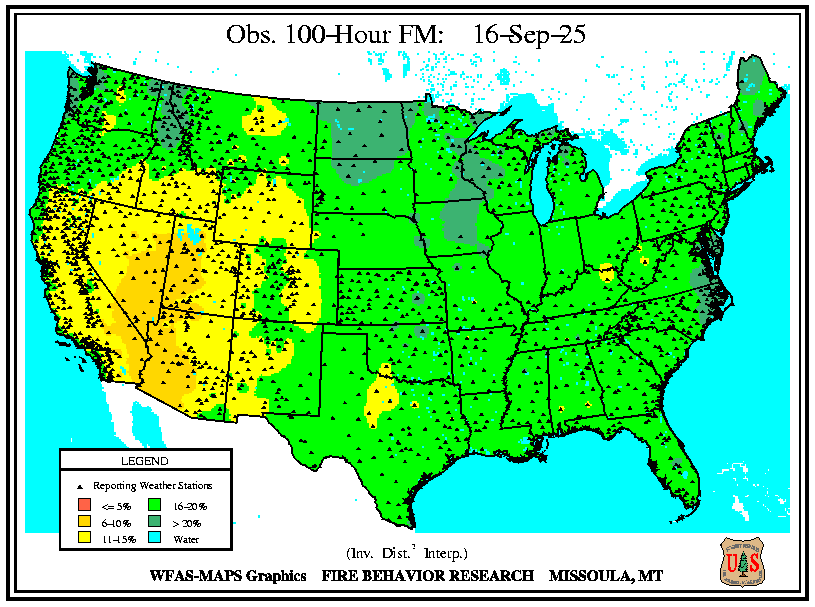 Obs. 100-Hour FM: 16-Sep-25
LEGEND
Reporting Weather Stations
<= 5% 16-20%
6-10% > 20%
11-15% Water
(Inv. Dist.² Interp.)
WFAS-MAPS Graphics FIRE BEHAVIOR RESEARCH MISSOULA, MT
U S